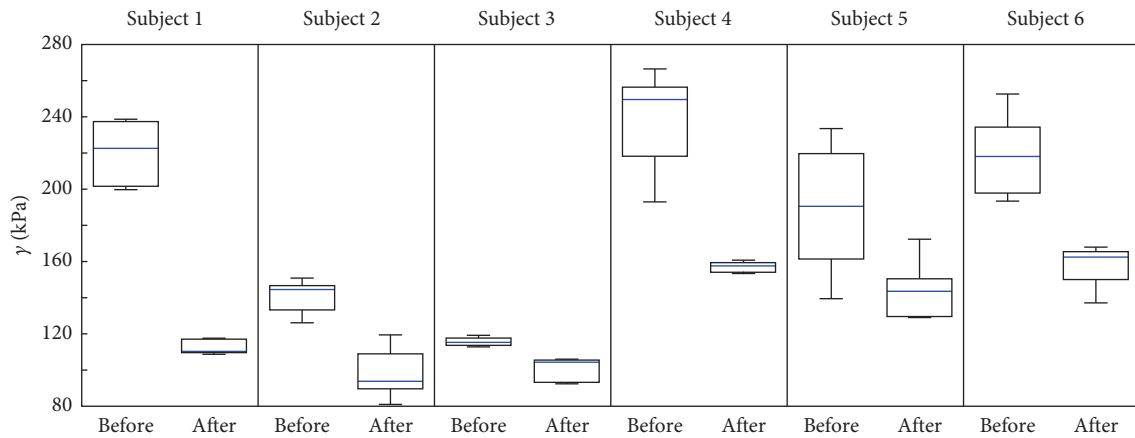 Subject 1 Subject 2 Subject 3 Subject 4 Subject 5 Subject 6
280
240
200
160
120
80
γ (kPa)
Before After Before After Before After Before After Before After Before After